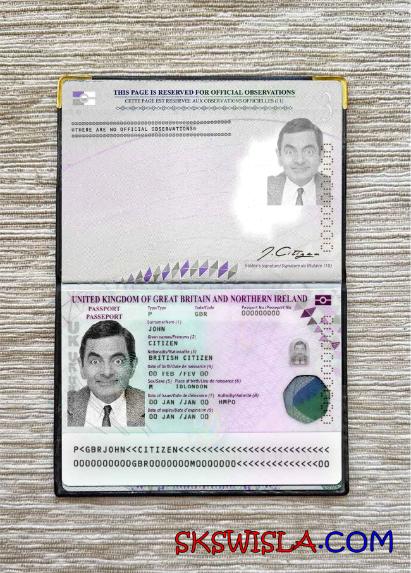 THIS PAGE IS RESERVED FOR OFFICIAL OBSERVATIONS
CETTE PAGE EST RESERVEE AUX OBSERVATIONS OFFICIELLES (11)
THERE ARE NO OFFICIAL OBSERVATIONS
J. Citizen
Holder's signature/Signature du titulaire (10)
UNITED KINGDOM OF GREAT BRITAIN AND NORTHERN IRELAND
PASSPORT
PASSEPORT
Type/Type Code/Code Passport No./Passeport No.
P GBR 000000000
Surname/Nom (1)
JOHN
Given names/Prénoms (2)
CITIZEN
Nationality/Nationalité (3)
BRITISH CITIZEN
Date of birth/Date de naissance (4)
00 FEB /FEV 00
Sex/Sexe (5) Place of birth/Lieu de naissance (6)
M IOLONDON
Date of issue/Date de délivrance (7) Authority/Autorité (8)
00 JAN /JAN 00 HMPO
Date of expiry/Date d'expiration (9)
00 JAN /JAN 00
P<GBRJOHN<<CITIZEN<<<<<<<<<<<<<<<<<<<<<<<<<<
0000000000GBR0000000M0000000<<<<<<<<<<<<<<00
SKSWISLA.COM